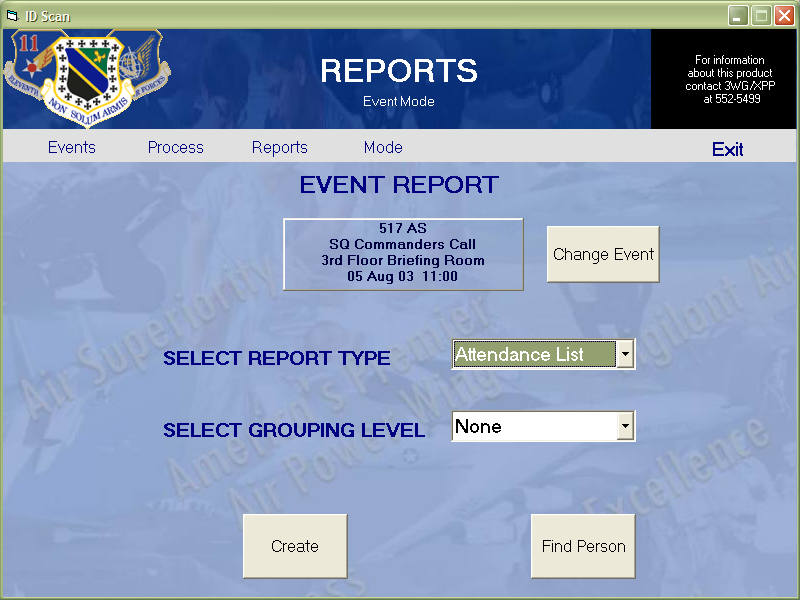 ID Scan
11
ELEVENTH AIR FORCES
NON SOLUM ARMIS
REPORTS
Event Mode
For information
about this product
contact 3WG/XPP
at 552-5499
Events Process Reports Mode Exit
EVENT REPORT
517 AS
SQ Commanders Call
3rd Floor Briefing Room
05 Aug 03 11:00
Change Event
Air Superiority
America's Premier
Air Power Wing
Vigilant Air
Excellence
SELECT REPORT TYPE
Attendance List
SELECT GROUPING LEVEL
None
Create
Find Person